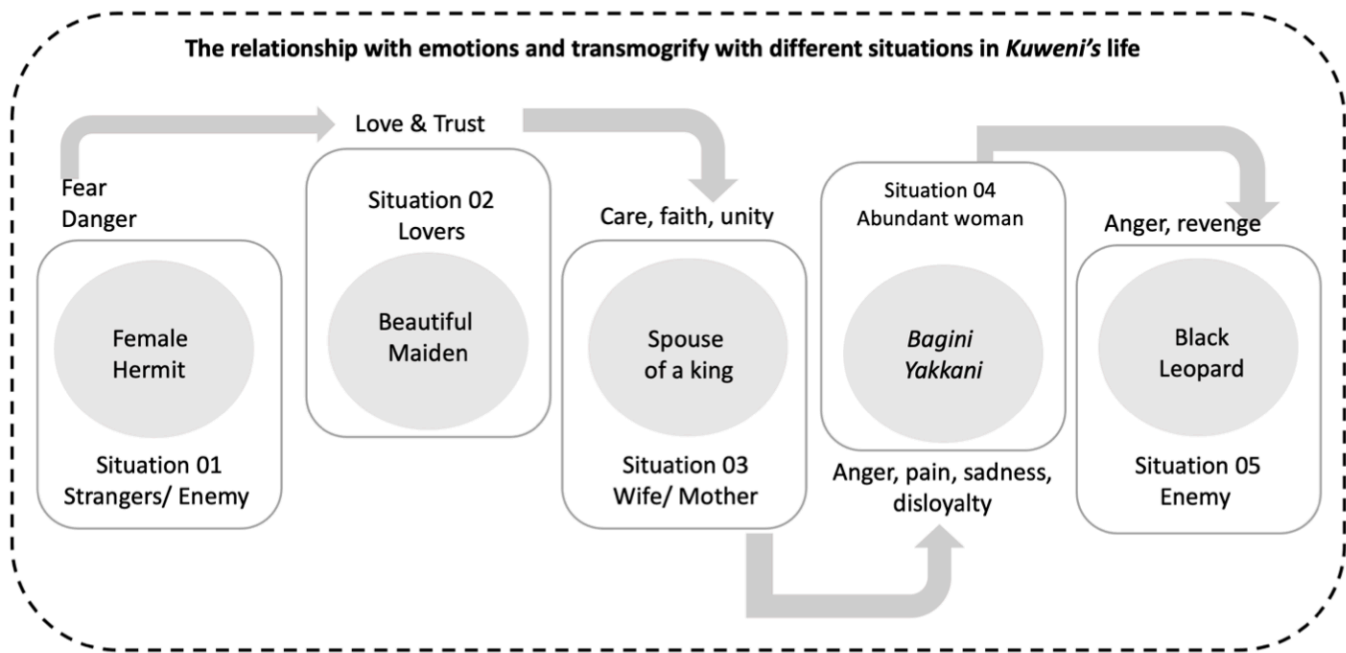 The relationship with emotions and transmogrify with different situations in Kuweni's life
Fear
Danger
Female
Hermit
Situation 01
Strangers/ Enemy
Love & Trust
Situation 02
Lovers
Beautiful
Maiden
Care, faith, unity
Spouse
of a king
Situation 03
Wife/ Mother
Situation 04
Abundant woman
Bagini
Yakkani
Anger, pain, sadness,
disloyalty
Anger, revenge
Black
Leopard
Situation 05
Enemy